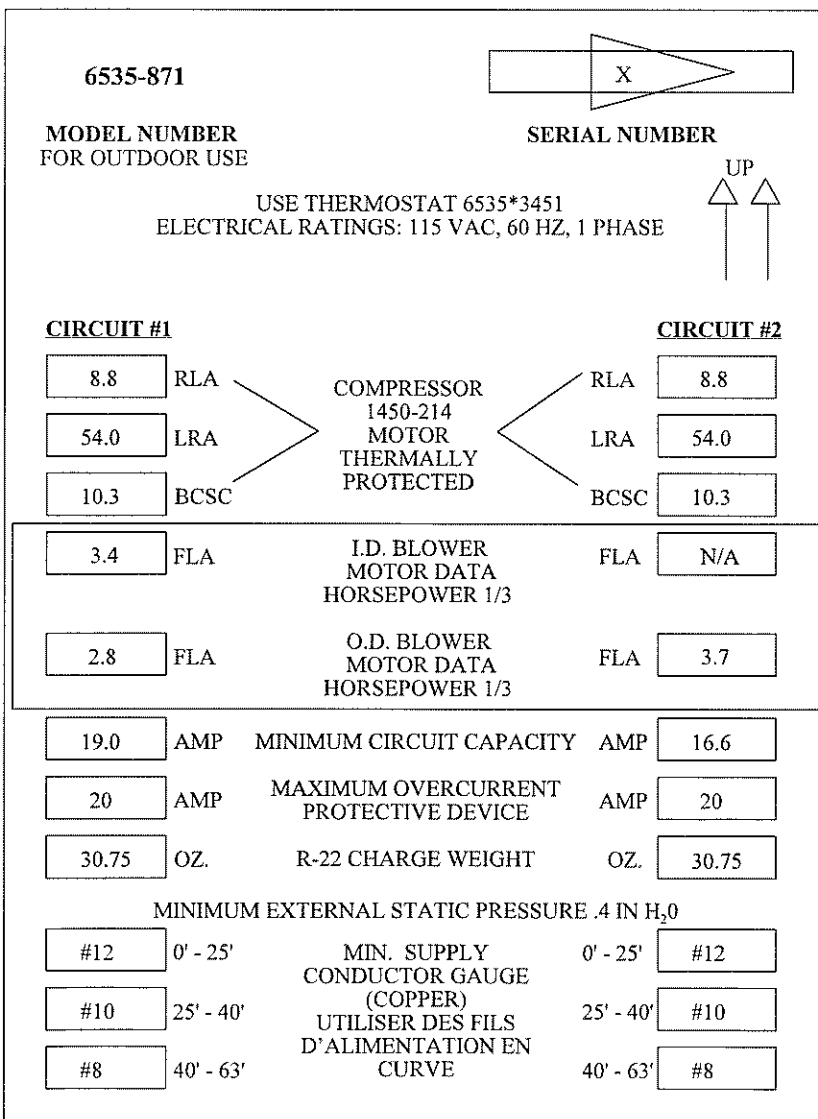 6535-871
X
MODEL NUMBER
SERIAL NUMBER
FOR OUTDOOR USE
UP
USE THERMOSTAT 6535*3451
ELECTRICAL RATINGS: 115 VAC, 60 HZ, 1 PHASE
CIRCUIT #1
CIRCUIT #2
8.8 RLA
COMPRESSOR
1450-214
MOTOR
THERMALLY
PROTECTED
RLA 8.8
54.0 LRA
LRA 54.0
10.3 BCSC
BCSC 10.3
3.4 FLA
I.D. BLOWER
MOTOR DATA
HORSEPOWER 1/3
FLA N/A
2.8 FLA
O.D. BLOWER
MOTOR DATA
HORSEPOWER 1/3
FLA 3.7
19.0 AMP MINIMUM CIRCUIT CAPACITY AMP 16.6
20 AMP
MAXIMUM OVERCURRENT
PROTECTIVE DEVICE
AMP 20
30.75 OZ. R-22 CHARGE WEIGHT OZ. 30.75
MINIMUM EXTERNAL STATIC PRESSURE .4 IN H₂0
#12 0' - 25'
MIN. SUPPLY
CONDUCTOR GAUGE
(COPPER)
UTILISER DES FILS
D'ALIMENTATION EN
CURVE
0' - 25' #12
#10 25' - 40'
25' - 40' #10
#8 40' - 63'
40' - 63' #8